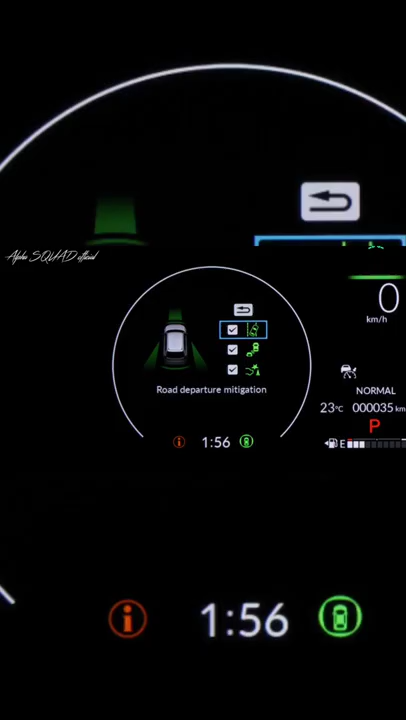 Alpha SQUAD official
0
km/h
Road departure mitigation
NORMAL
23°C 000035 km
P
1:56
E
1:56